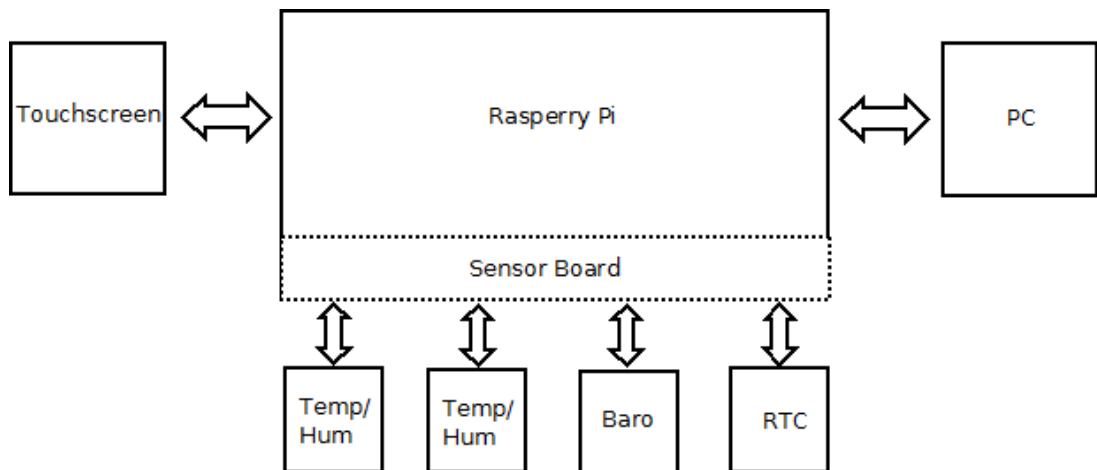 Touchscreen
Rasperry Pi
PC
Sensor Board
Temp/
Hum
Temp/
Hum
Baro
RTC